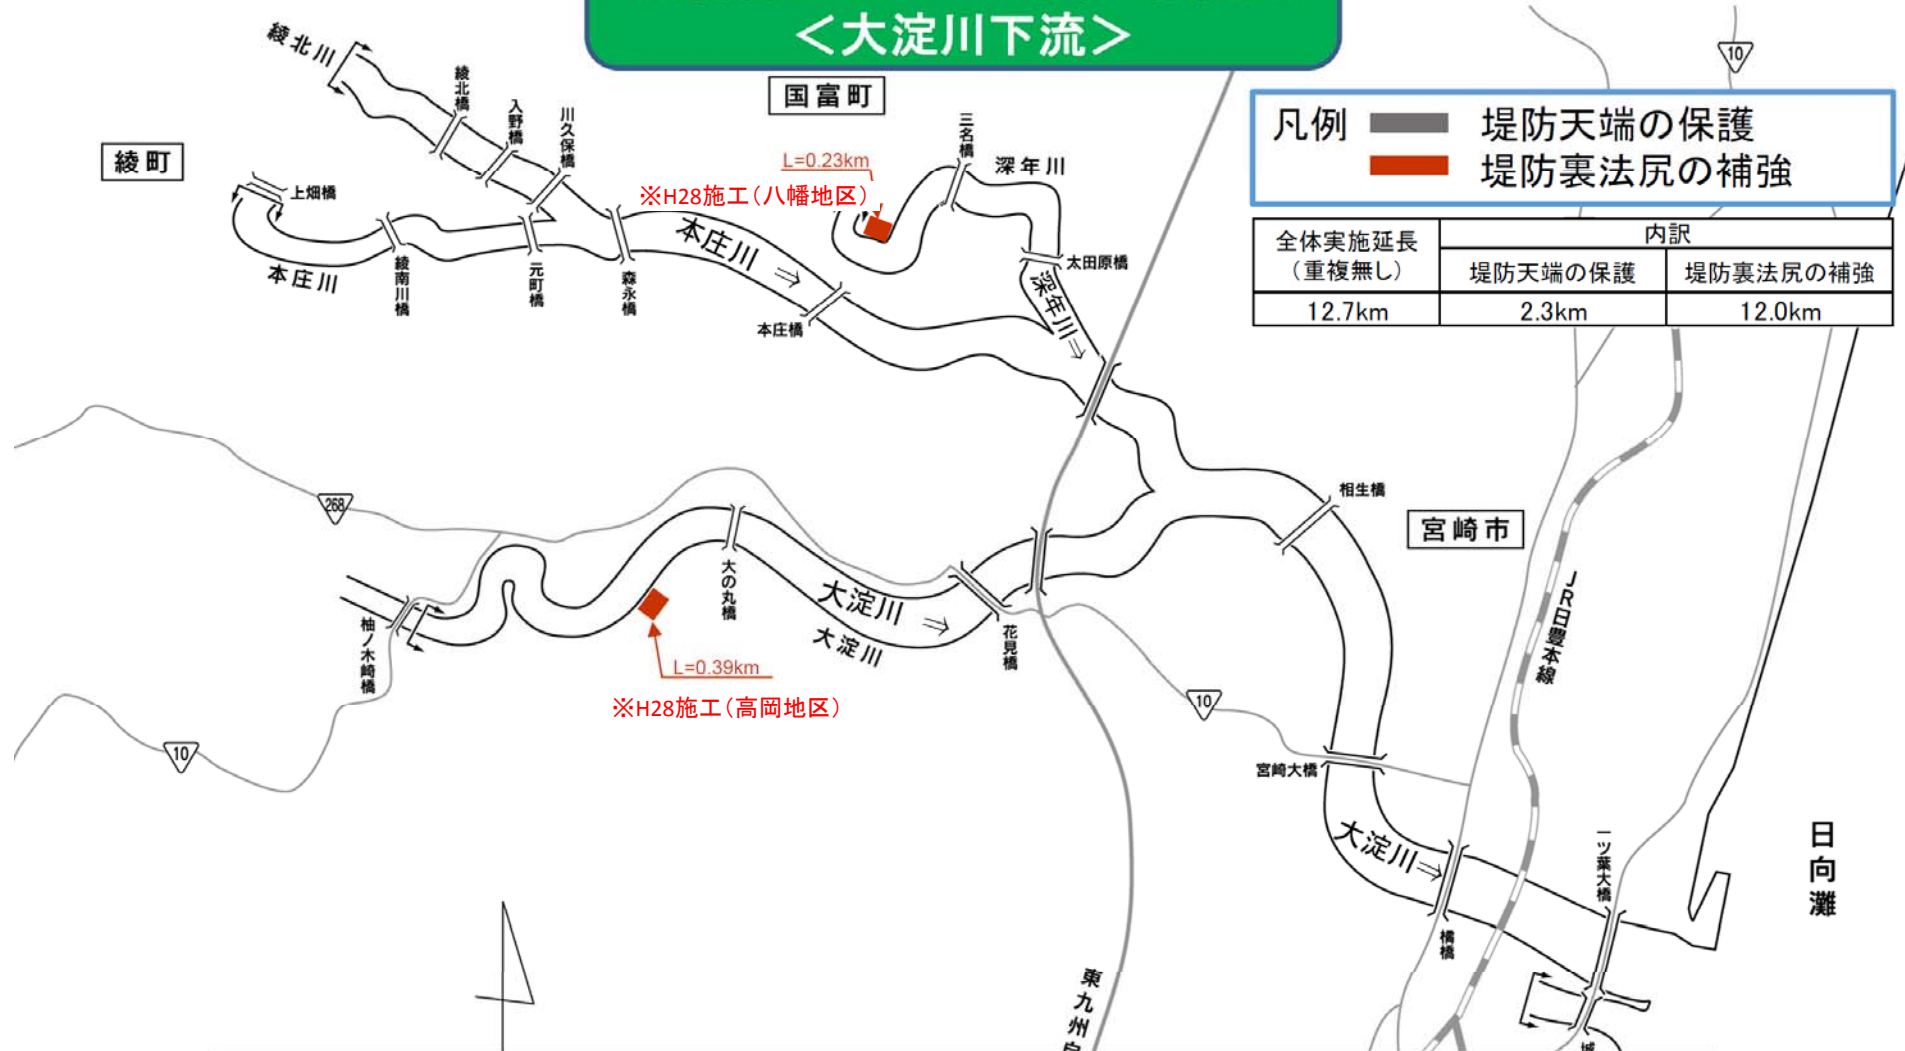 ＜大淀川下流＞
綾北川
綾北橋
入野橋
川久保橋
国富町
三名橋
深年川
10
凡例
堤防天端の保護
堤防裏法尻の補強
綾町
上畑橋
L=0.23km
※H28施工（八幡地区）
本庄川
綾南川橋
元町橋
森永橋
本庄川 ⇒
本庄橋
太田原橋
深年川 ⇒
全体実施延長
（重複無し）
内訳
堤防天端の保護
堤防裏法尻の補強
12.7km
2.3km
12.0km
268
相生橋
宮崎市
柚ノ木崎橋
大の丸橋
大淀川 ⇒
大淀川
花見橋
L=0.39km
※H28施工（高岡地区）
10
10
JR日豊本線
宮崎大橋
大淀川 ⇒
一ツ葉大橋
日向灘
橘橋
東九州
城